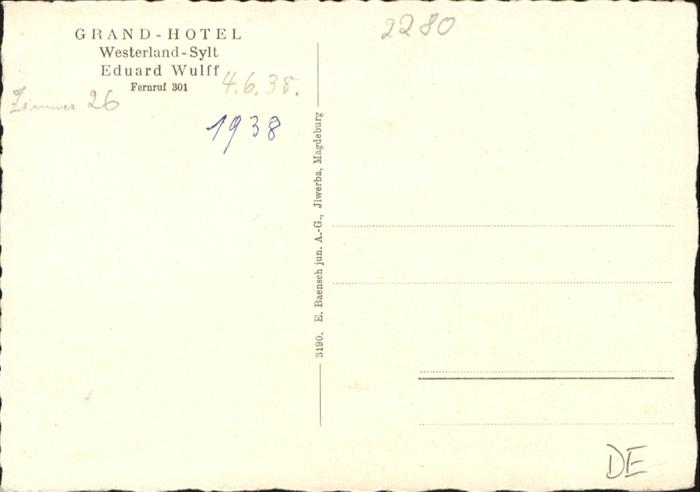 GRAND-HOTEL
Westerland-Sylt
Eduard Wulff
Fernruf 301
4.6.38.
Zimmer 26
1938
2280
3190. E. Baensch jun. A.-G., Jlwerba, Magdeburg
DE